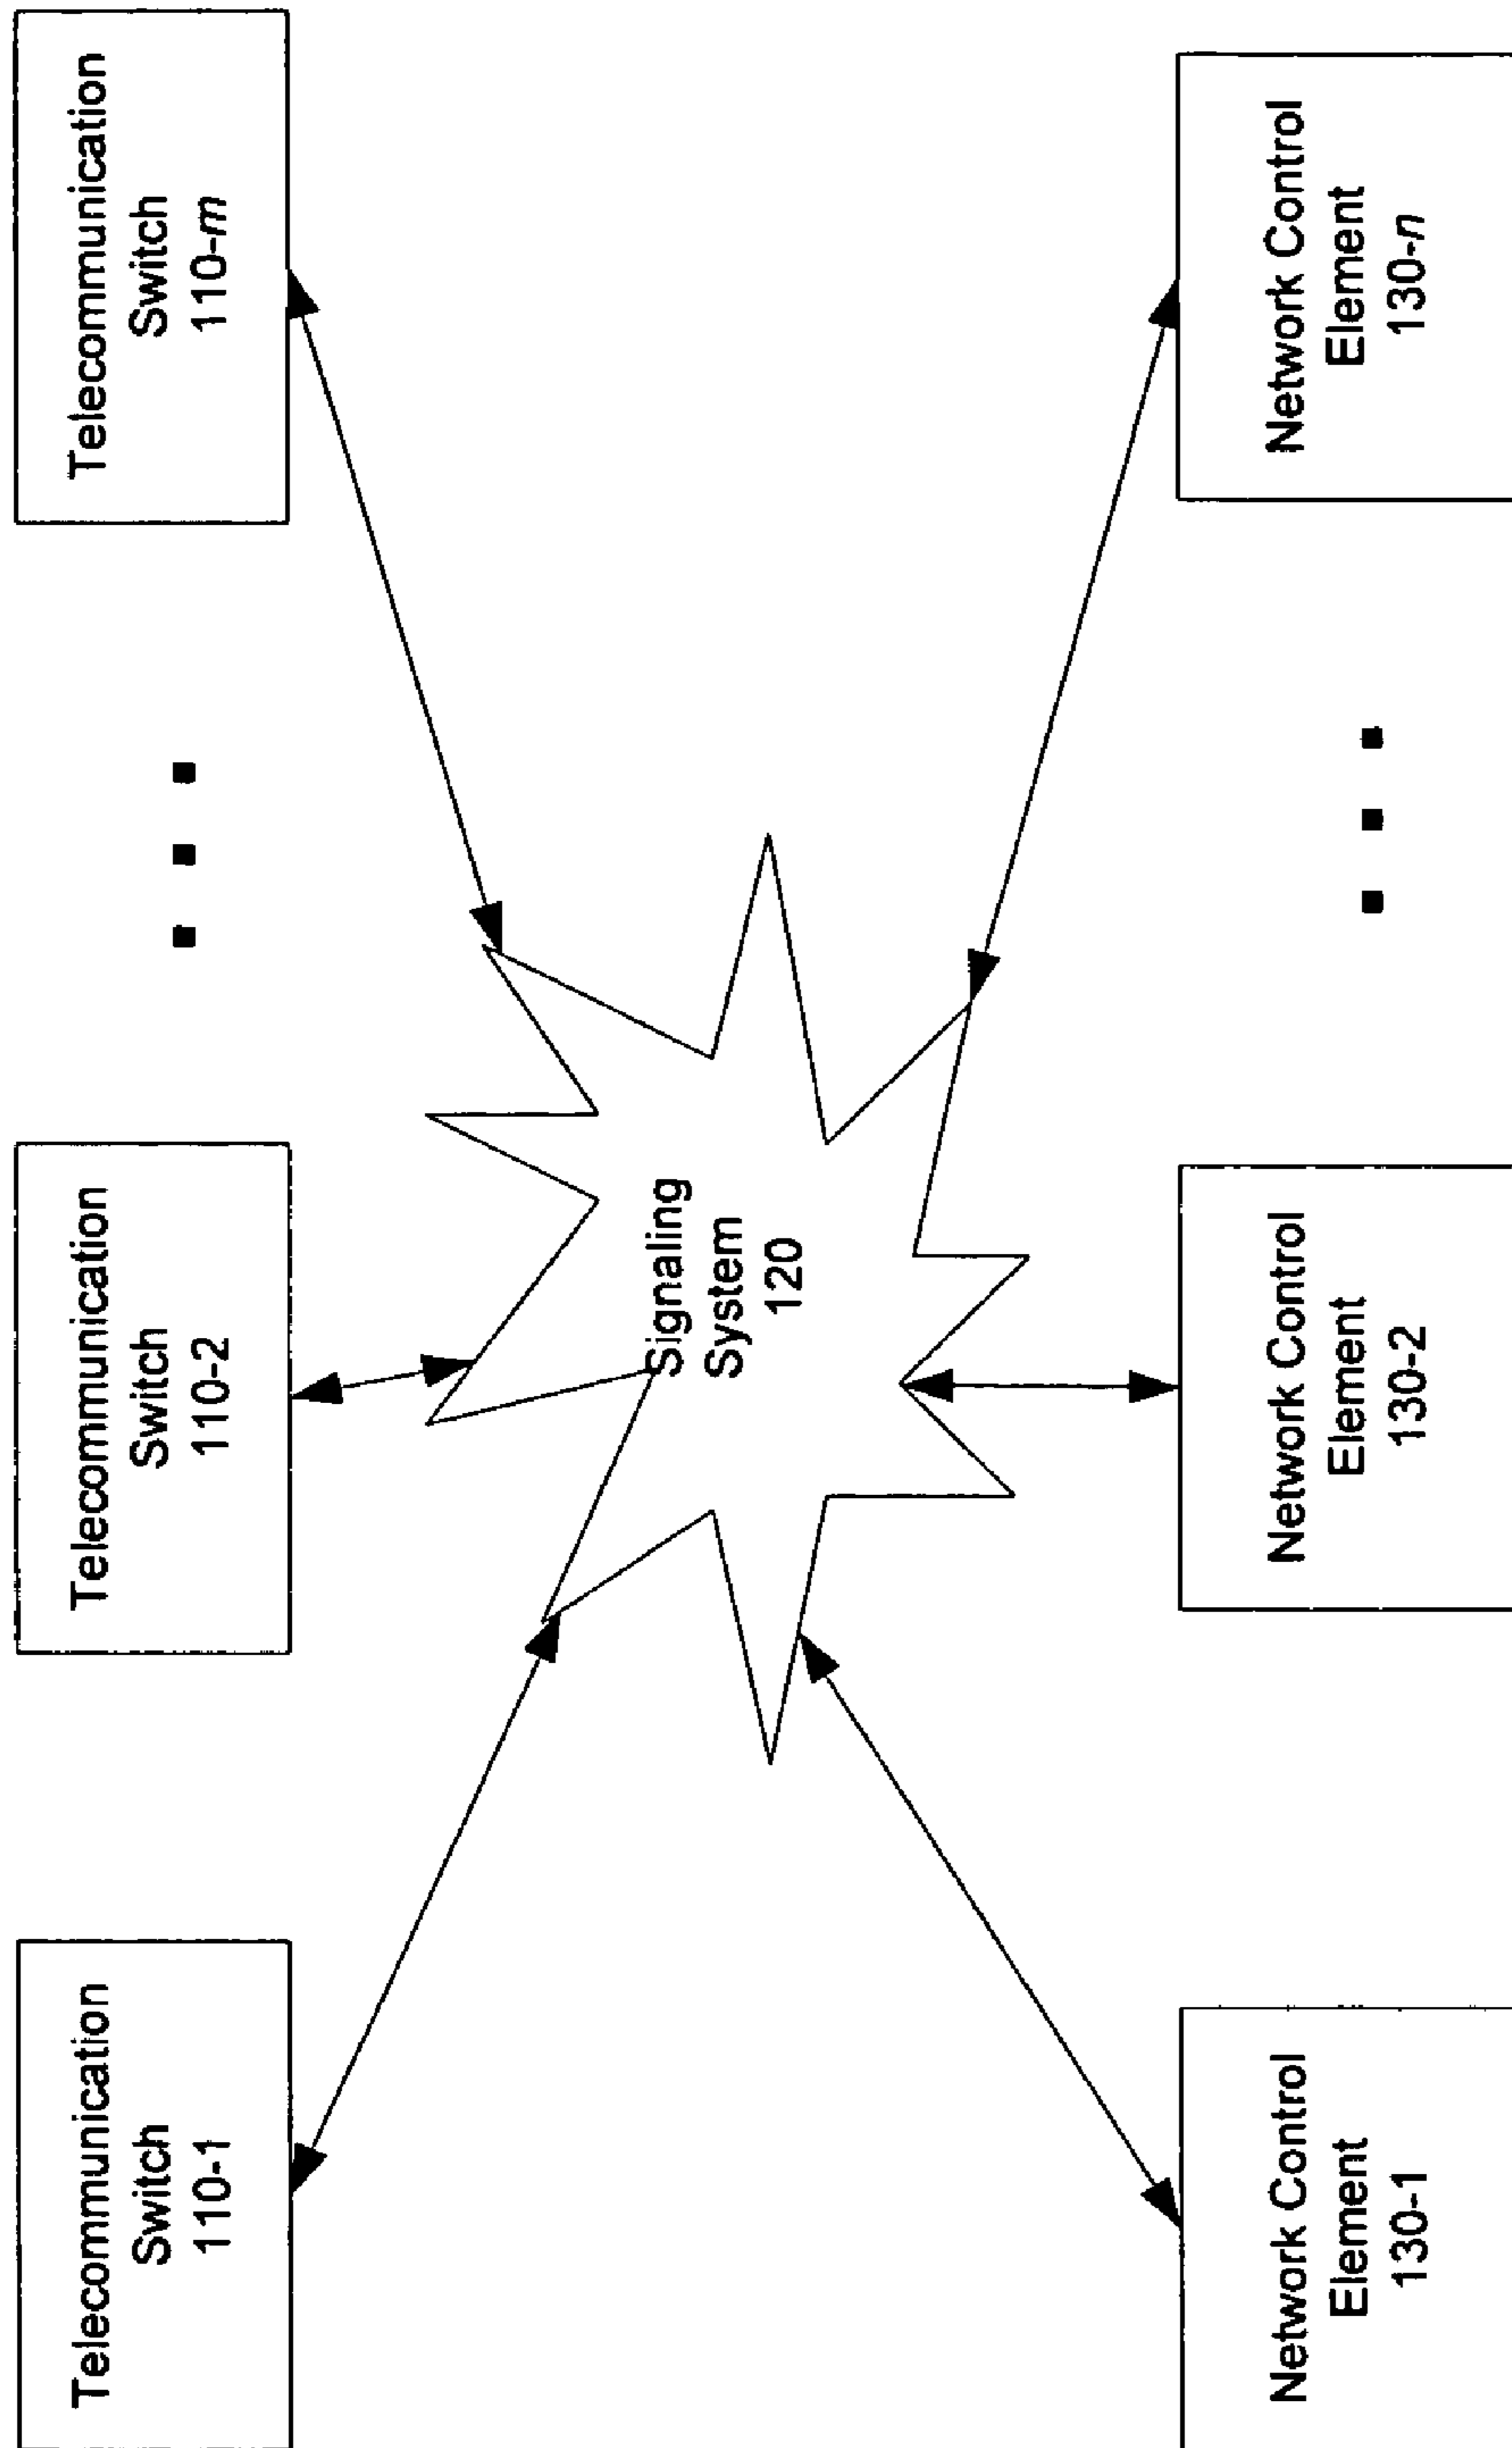 Telecommunication
Switch
110-1
Telecommunication
Switch
110-2
Telecommunication
Switch
110-m
Signaling
System
120
Network Control
Element
130-1
Network Control
Element
130-2
Network Control
Element
130-n